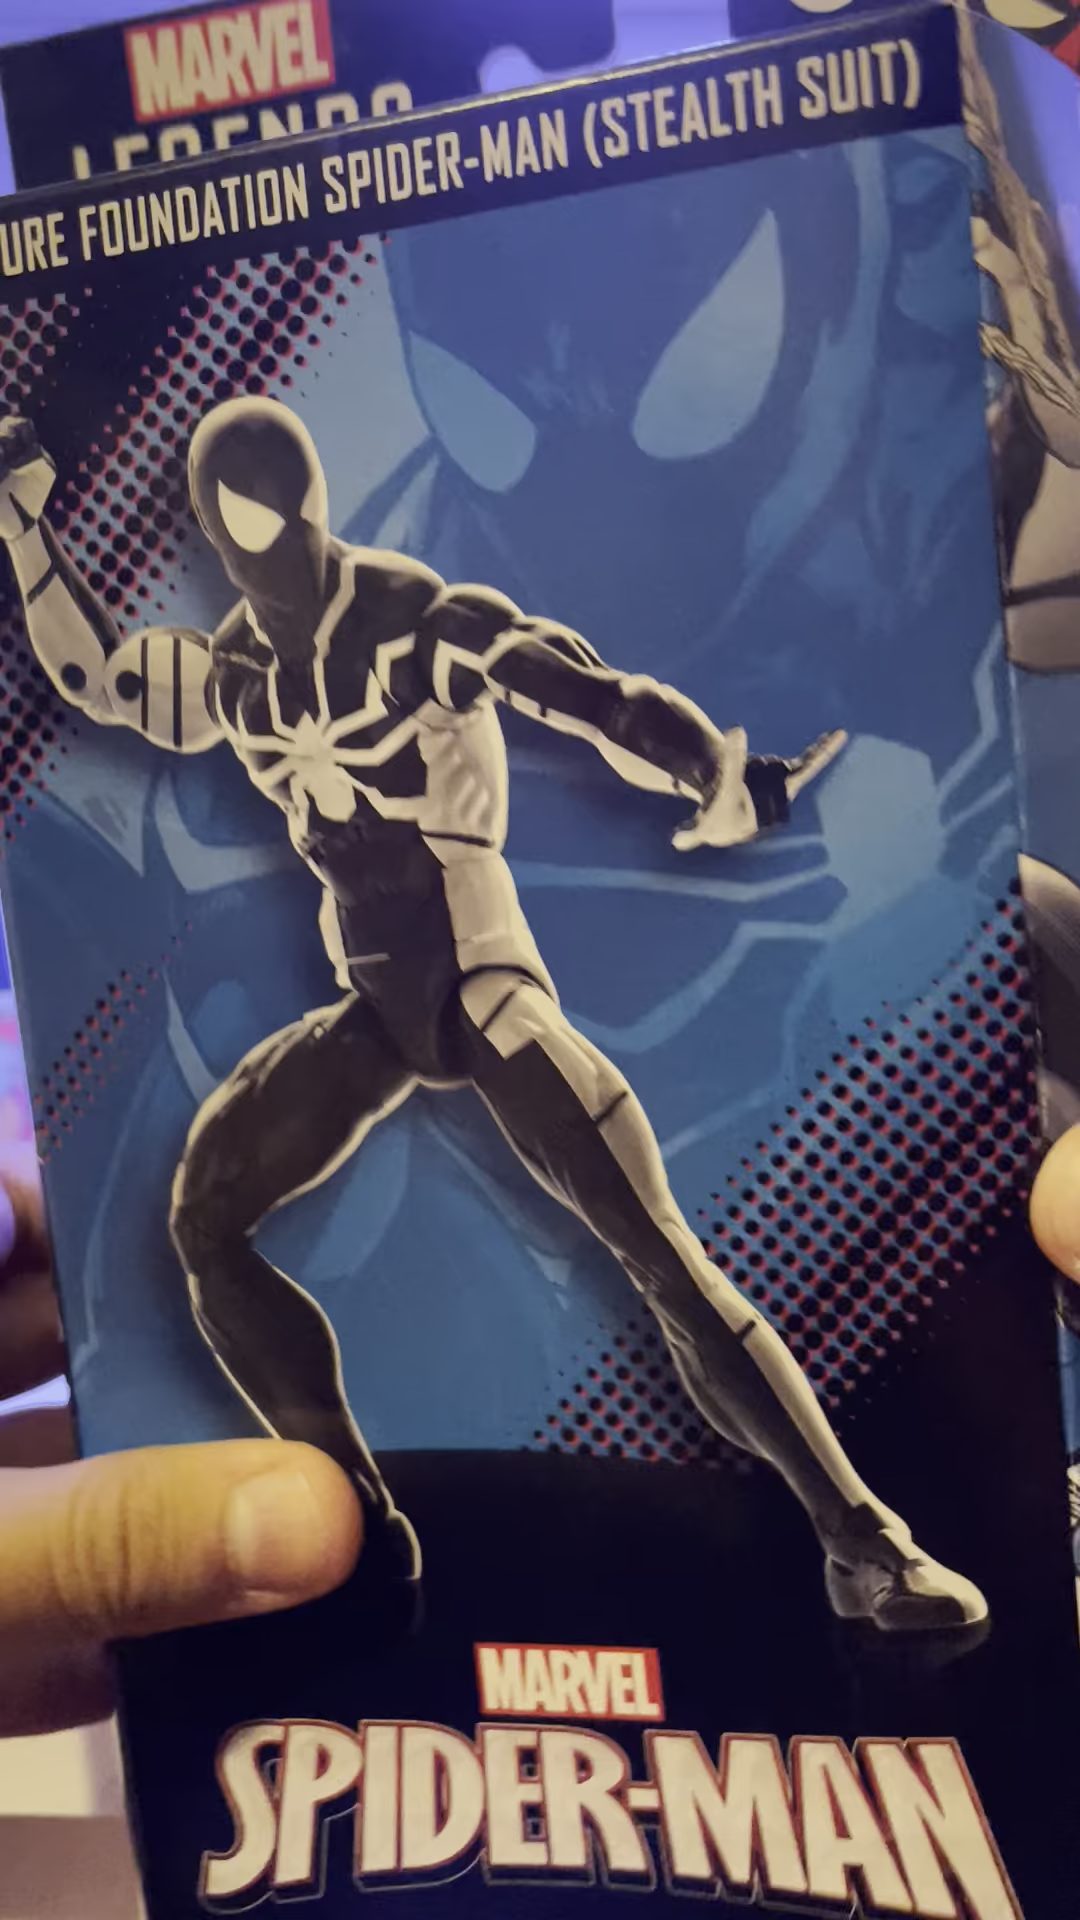 MARVEL
LEGENDS
URE FOUNDATION SPIDER-MAN (STEALTH SUIT)
MARVEL
SPIDER-MAN